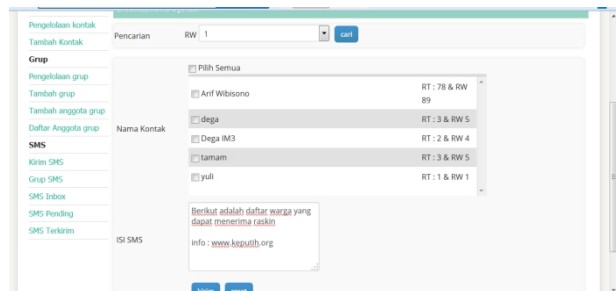 Pengelolaan kontak
Tambah Kontak
Grup
Pengelolaan grup
Tambah grup
Tambah anggota grup
Daftar Anggota grup
SMS
Kirim SMS
Grup SMS
SMS Inbox
SMS Pending
SMS Terkirim
Pencarian RW 1 cari
Pilih Semua
Nama Kontak
Arif Wibisono RT : 78 & RW
89
dega RT : 3 & RW 5
Dega IM3 RT : 2 & RW 4
tamam RT : 3 & RW 5
yuli RT : 1 & RW 1
ISI SMS
Berikut adalah daftar warga yang
dapat menerima raskin
info : www.keputih.org